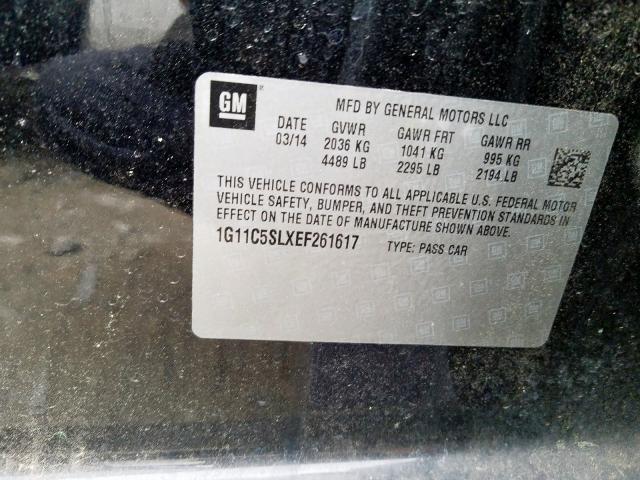 GM
MFD BY GENERAL MOTORS LLC
DATE GVWR GAWR FRT GAWR RR
03/14 2036 KG 1041 KG 995 KG
4489 LB 2295 LB 2194 LB
THIS VEHICLE CONFORMS TO ALL APPLICABLE U.S. FEDERAL MOTOR
VEHICLE SAFETY, BUMPER, AND THEFT PREVENTION STANDARDS IN
EFFECT ON THE DATE OF MANUFACTURE SHOWN ABOVE.
1G11C5SLXEF261617 TYPE: PASS CAR